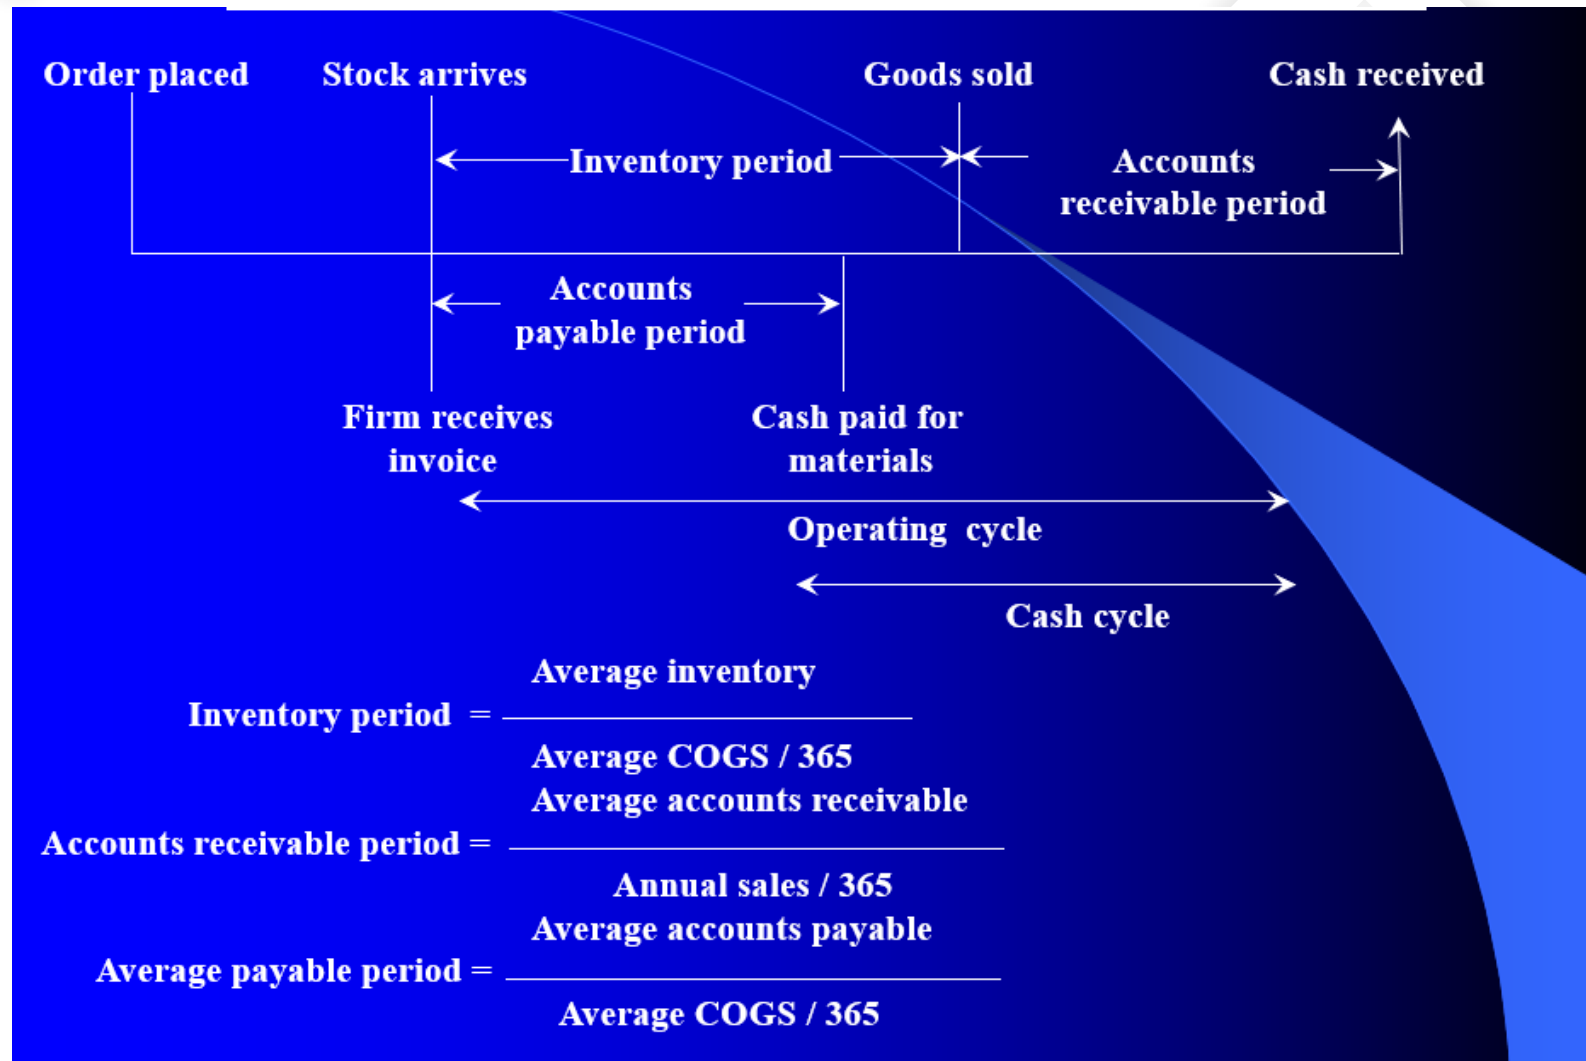 Order placed
Stock arrives
Goods sold
Cash received
Inventory period
Accounts
receivable period
Accounts
payable period
Firm receives
invoice
Cash paid for
materials
Operating cycle
Cash cycle
Average inventory
Inventory period =
Average COGS / 365
Average accounts receivable
Accounts receivable period =
Annual sales / 365
Average accounts payable
Average payable period =
Average COGS / 365